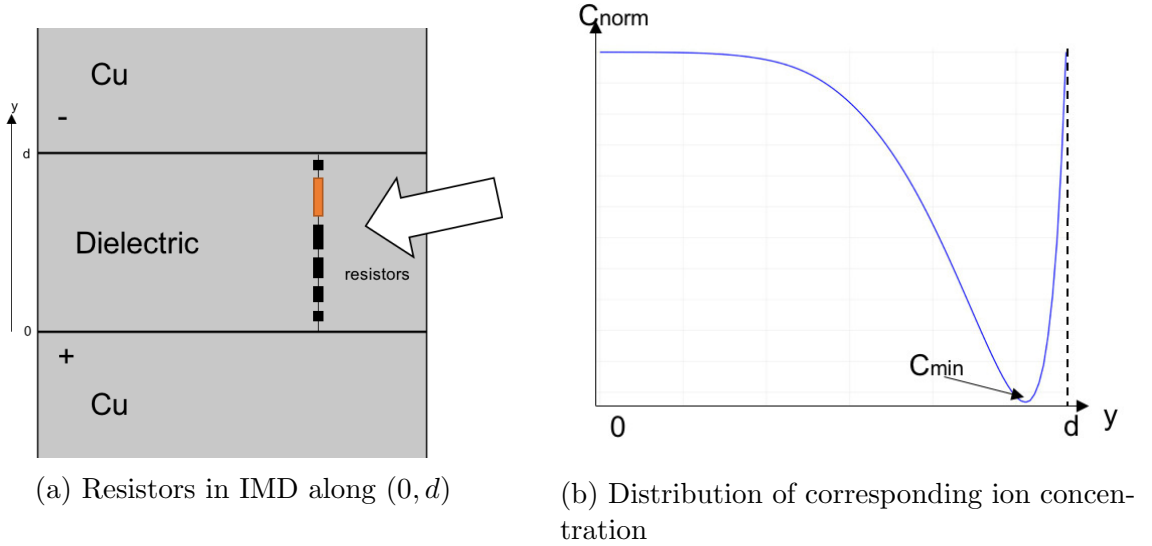 Cu
-
y
d
Dielectric
resistors
0
+
Cu
(a) Resistors in IMD along (0, d)
Cnorm
Cmin
0
d
y
(b) Distribution of corresponding ion concen-
tration